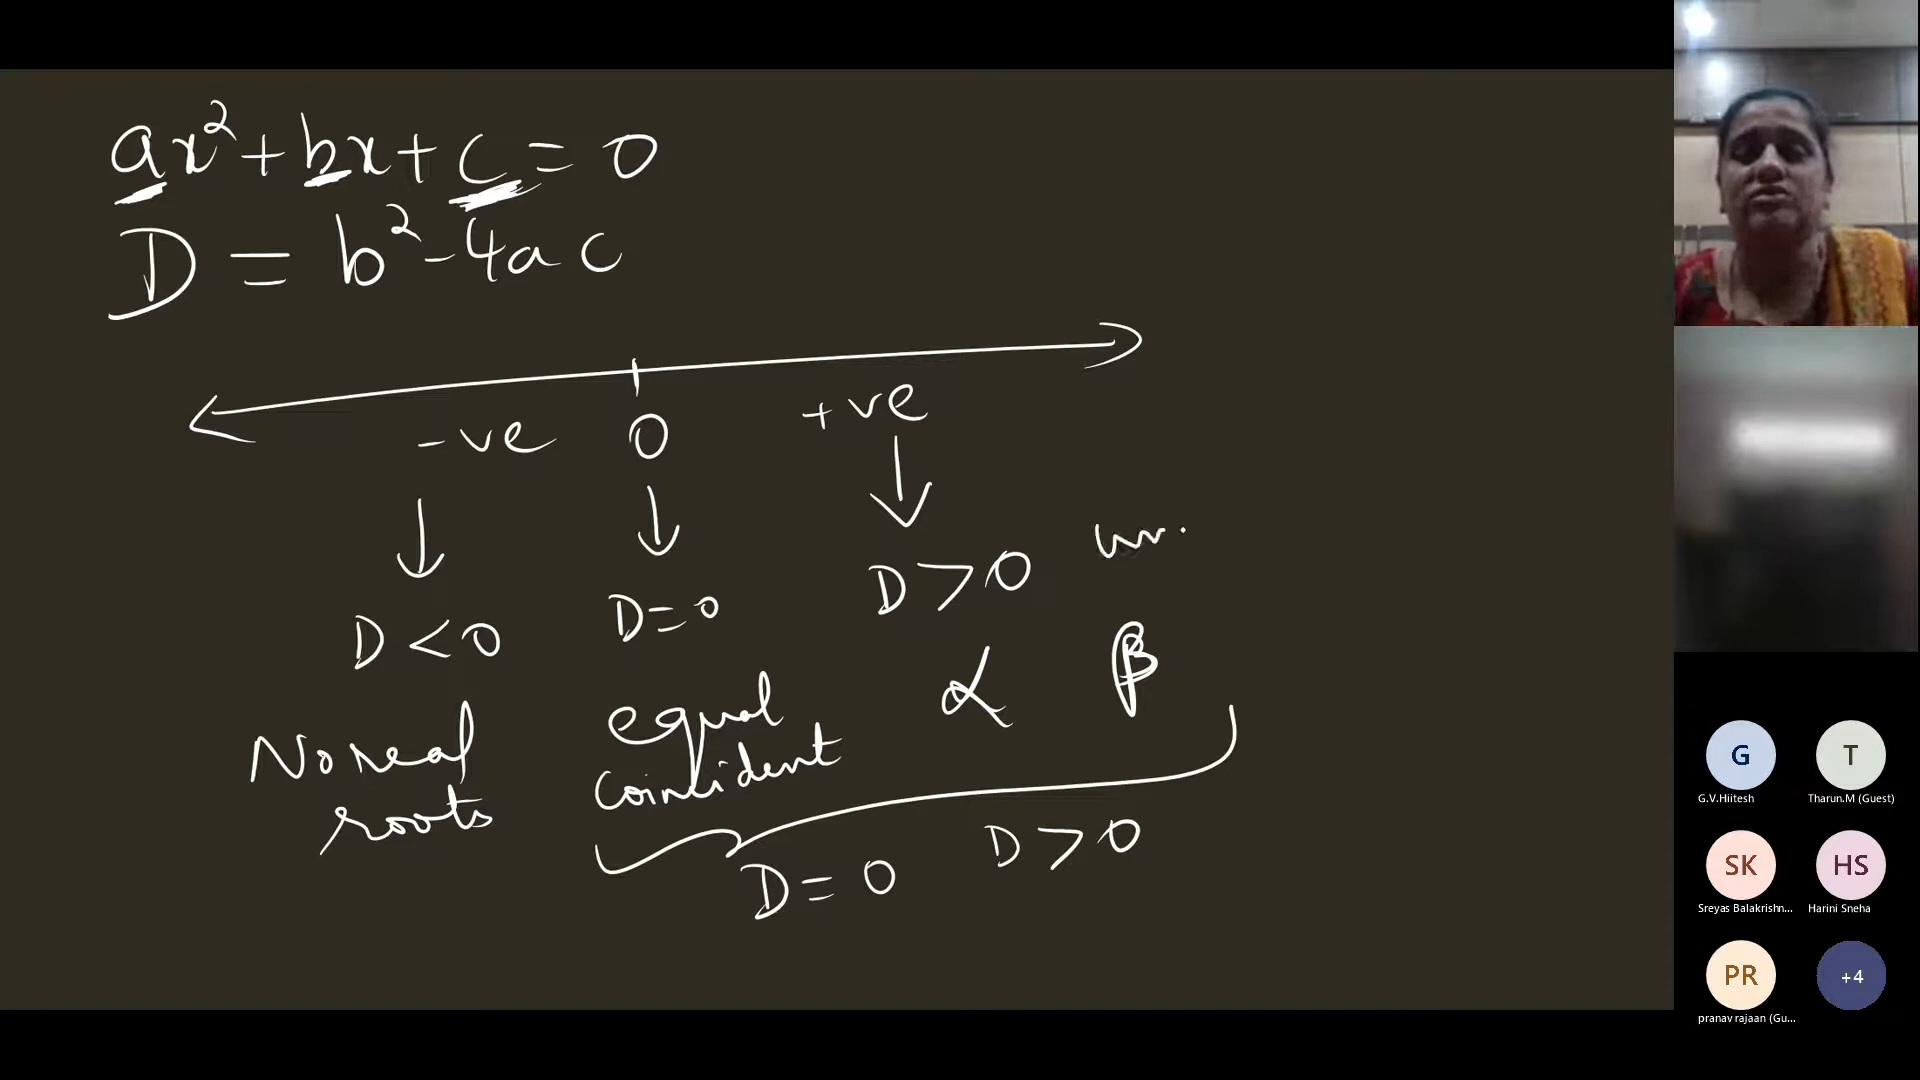 ax²+bx+c=0
D = b²-4ac
-ve 0 +ve
D<0 D=0 D>0
α β
No real roots
equal
coincident
D=0 D>0
G
G.V.Hiitesh
T
Tharun.M (Guest)
SK
Sreyas Balakrishn...
HS
Harini Sneha
PR
pranav rajaan (Gu...
+4